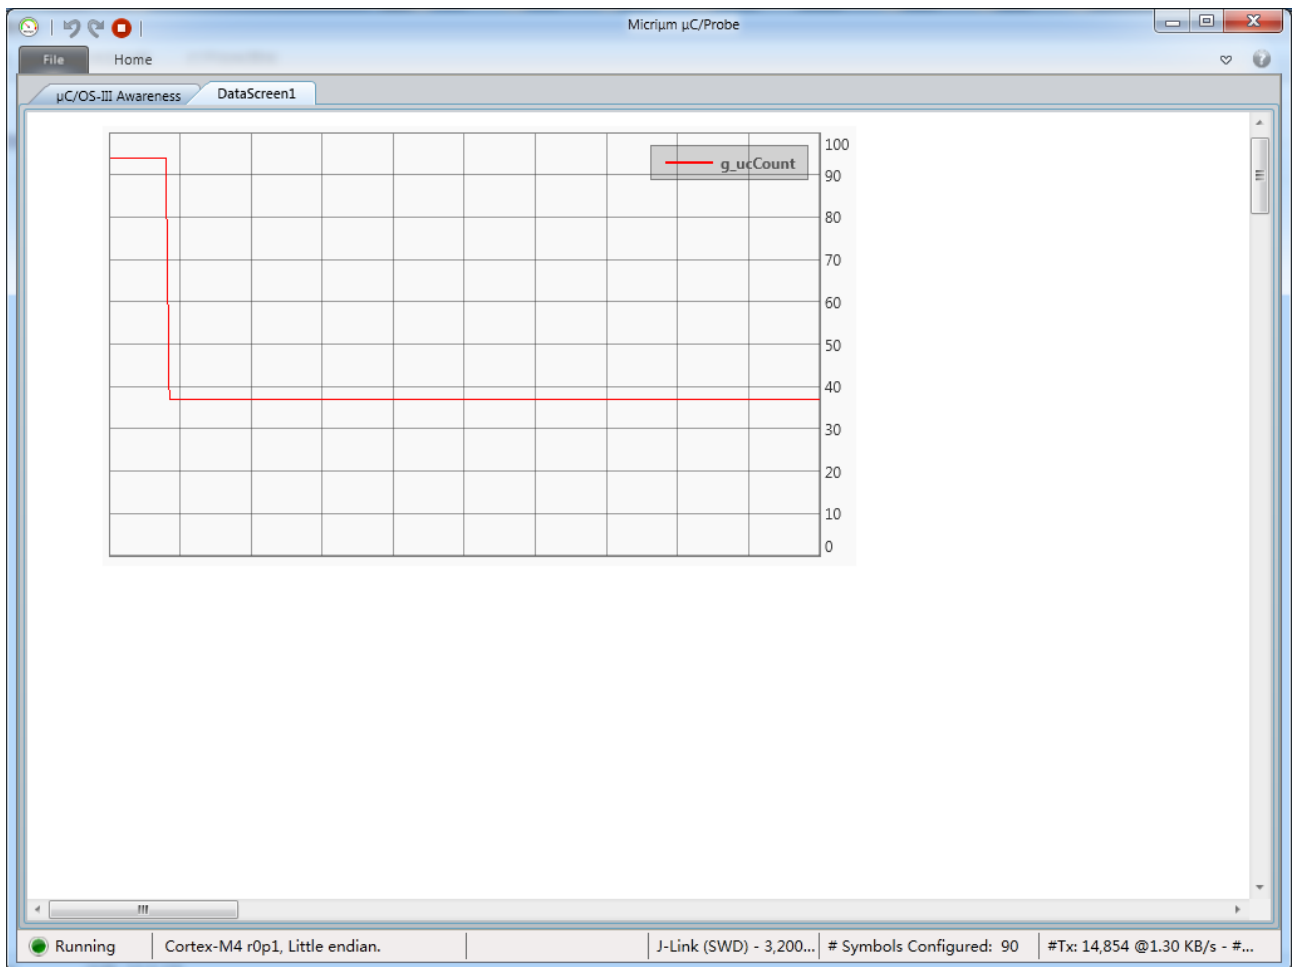 Micriµm µC/Probe
File Home
µC/OS-III Awareness DataScreen1
g_ucCount
100
90
80
70
60
50
40
30
20
10
0
Running Cortex-M4 r0p1, Little endian. J-Link (SWD) - 3,200... # Symbols Configured: 90 #Tx: 14,854 @1.30 KB/s - #...